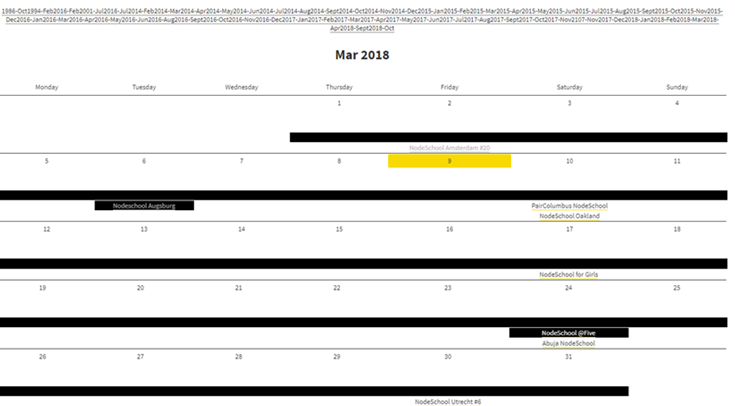 1986-Oct1994-Feb2016-Feb2001-Jul2016-Jul2014-Feb2014-Mar2014-Apr2014-May2014-Jun2014-Jul2014-Aug2014-Sept2014-Oct2014-Nov2014-Dec2015-Jan2015-Feb2015-Mar2015-Apr2015-May2015-Jun2015-Jul2015-Aug2015-Sept2015-Oct2015-Nov2015-
Dec2016-Jan2016-Mar2016-Apr2016-May2016-Jun2016-Aug2016-Sept2016-Oct2016-Nov2016-Dec2017-Jan2017-Feb2017-Mar2017-Apr2017-May2017-Jun2017-Jul2017-Aug2017-Sept2017-Oct2017-Nov2107-Nov2017-Dec2018-Jan2018-Feb2018-Mar2018-
Apr2018-Sept2018-Oct
Mar 2018
Monday Tuesday Wednesday Thursday Friday Saturday Sunday
1 2 3 4
NodeSchool Amsterdam #20
5 6 7 8 9 10 11
Nodeschool Augsburg PairColumbus NodeSchool
NodeSchool Oakland
12 13 14 15 16 17 18
NodeSchool for Girls
19 20 21 22 23 24 25
NodeSchool @Five
Abuja NodeSchool
26 27 28 29 30 31
NodeSchool Utrecht #6